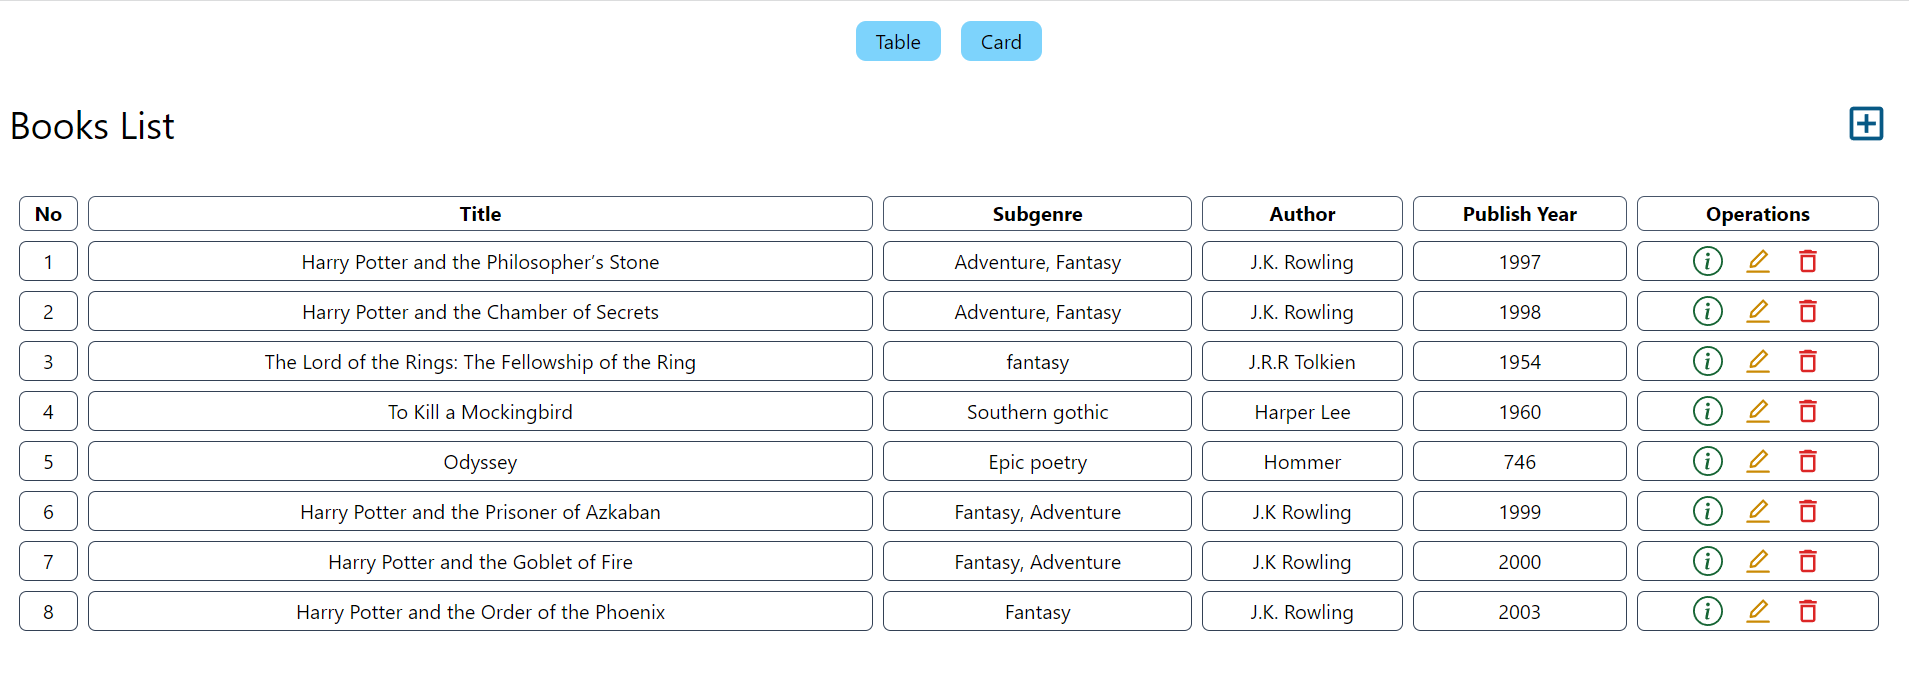 Table Card
Books List
No Title Subgenre Author Publish Year Operations
1 Harry Potter and the Philosopher’s Stone Adventure, Fantasy J.K. Rowling 1997
2 Harry Potter and the Chamber of Secrets Adventure, Fantasy J.K. Rowling 1998
3 The Lord of the Rings: The Fellowship of the Ring fantasy J.R.R Tolkien 1954
4 To Kill a Mockingbird Southern gothic Harper Lee 1960
5 Odyssey Epic poetry Hommer 746
6 Harry Potter and the Prisoner of Azkaban Fantasy, Adventure J.K Rowling 1999
7 Harry Potter and the Goblet of Fire Fantasy, Adventure J.K Rowling 2000
8 Harry Potter and the Order of the Phoenix Fantasy J.K. Rowling 2003